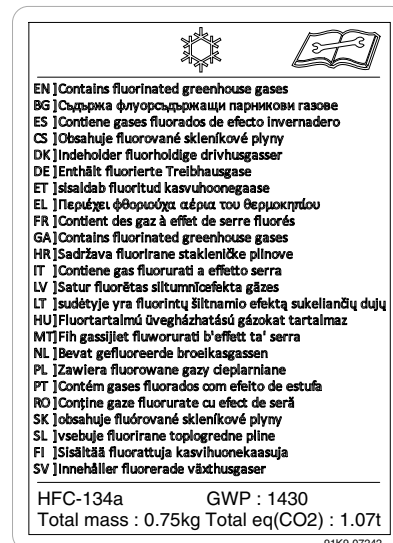 EN ]Contains fluorinated greenhouse gases
BG ]Съдържа флуорсъдържащи парникови газове
ES ]Contiene gases fluorados de efecto invernadero
CS ]Obsahuje fluorované skleníkové plyny
DK ]Indeholder fluorholdige drivhusgasser
DE ]Enthält fluorierte Treibhausgase
ET ]sisaldab fluoritud kasvuhoonegaase
EL ]Περιέχει φθοριούχα αέρια του θερμοκηπίου
FR ]Contient des gaz à effet de serre fluorés
GA]Contains fluorinated greenhouse gases
HR]Sadržava fluorirane stakleničke plinove
IT ]Contiene gas fluorurati a effetto serra
LV ]Satur fluorētas siltumnīcefekta gāzes
LT ]sudėtyje yra fluorintų šiltnamio efektą sukeliančių dujų
HU]Fluortartalmú üvegházhatású gázokat tartalmaz
MT]Fih gassijiet fluworurati b'effett ta' serra
NL ]Bevat gefluoreerde broeikasgassen
PL ]Zawiera fluorowane gazy cieplarniane
PT ]Contém gases fluorados com efeito de estufa
RO]Conține gaze fluorurate cu efect de seră
SK ]obsahuje fluórované skleníkové plyny
SL ]vsebuje fluorirane toplogredne pline
FI ]Sisältää fluorattuja kasvihuonekaasuja
SV ]Innehåller fluorerade växthusgaser
HFC-134a GWP : 1430
Total mass : 0.75kg Total eq(CO2) : 1.07t